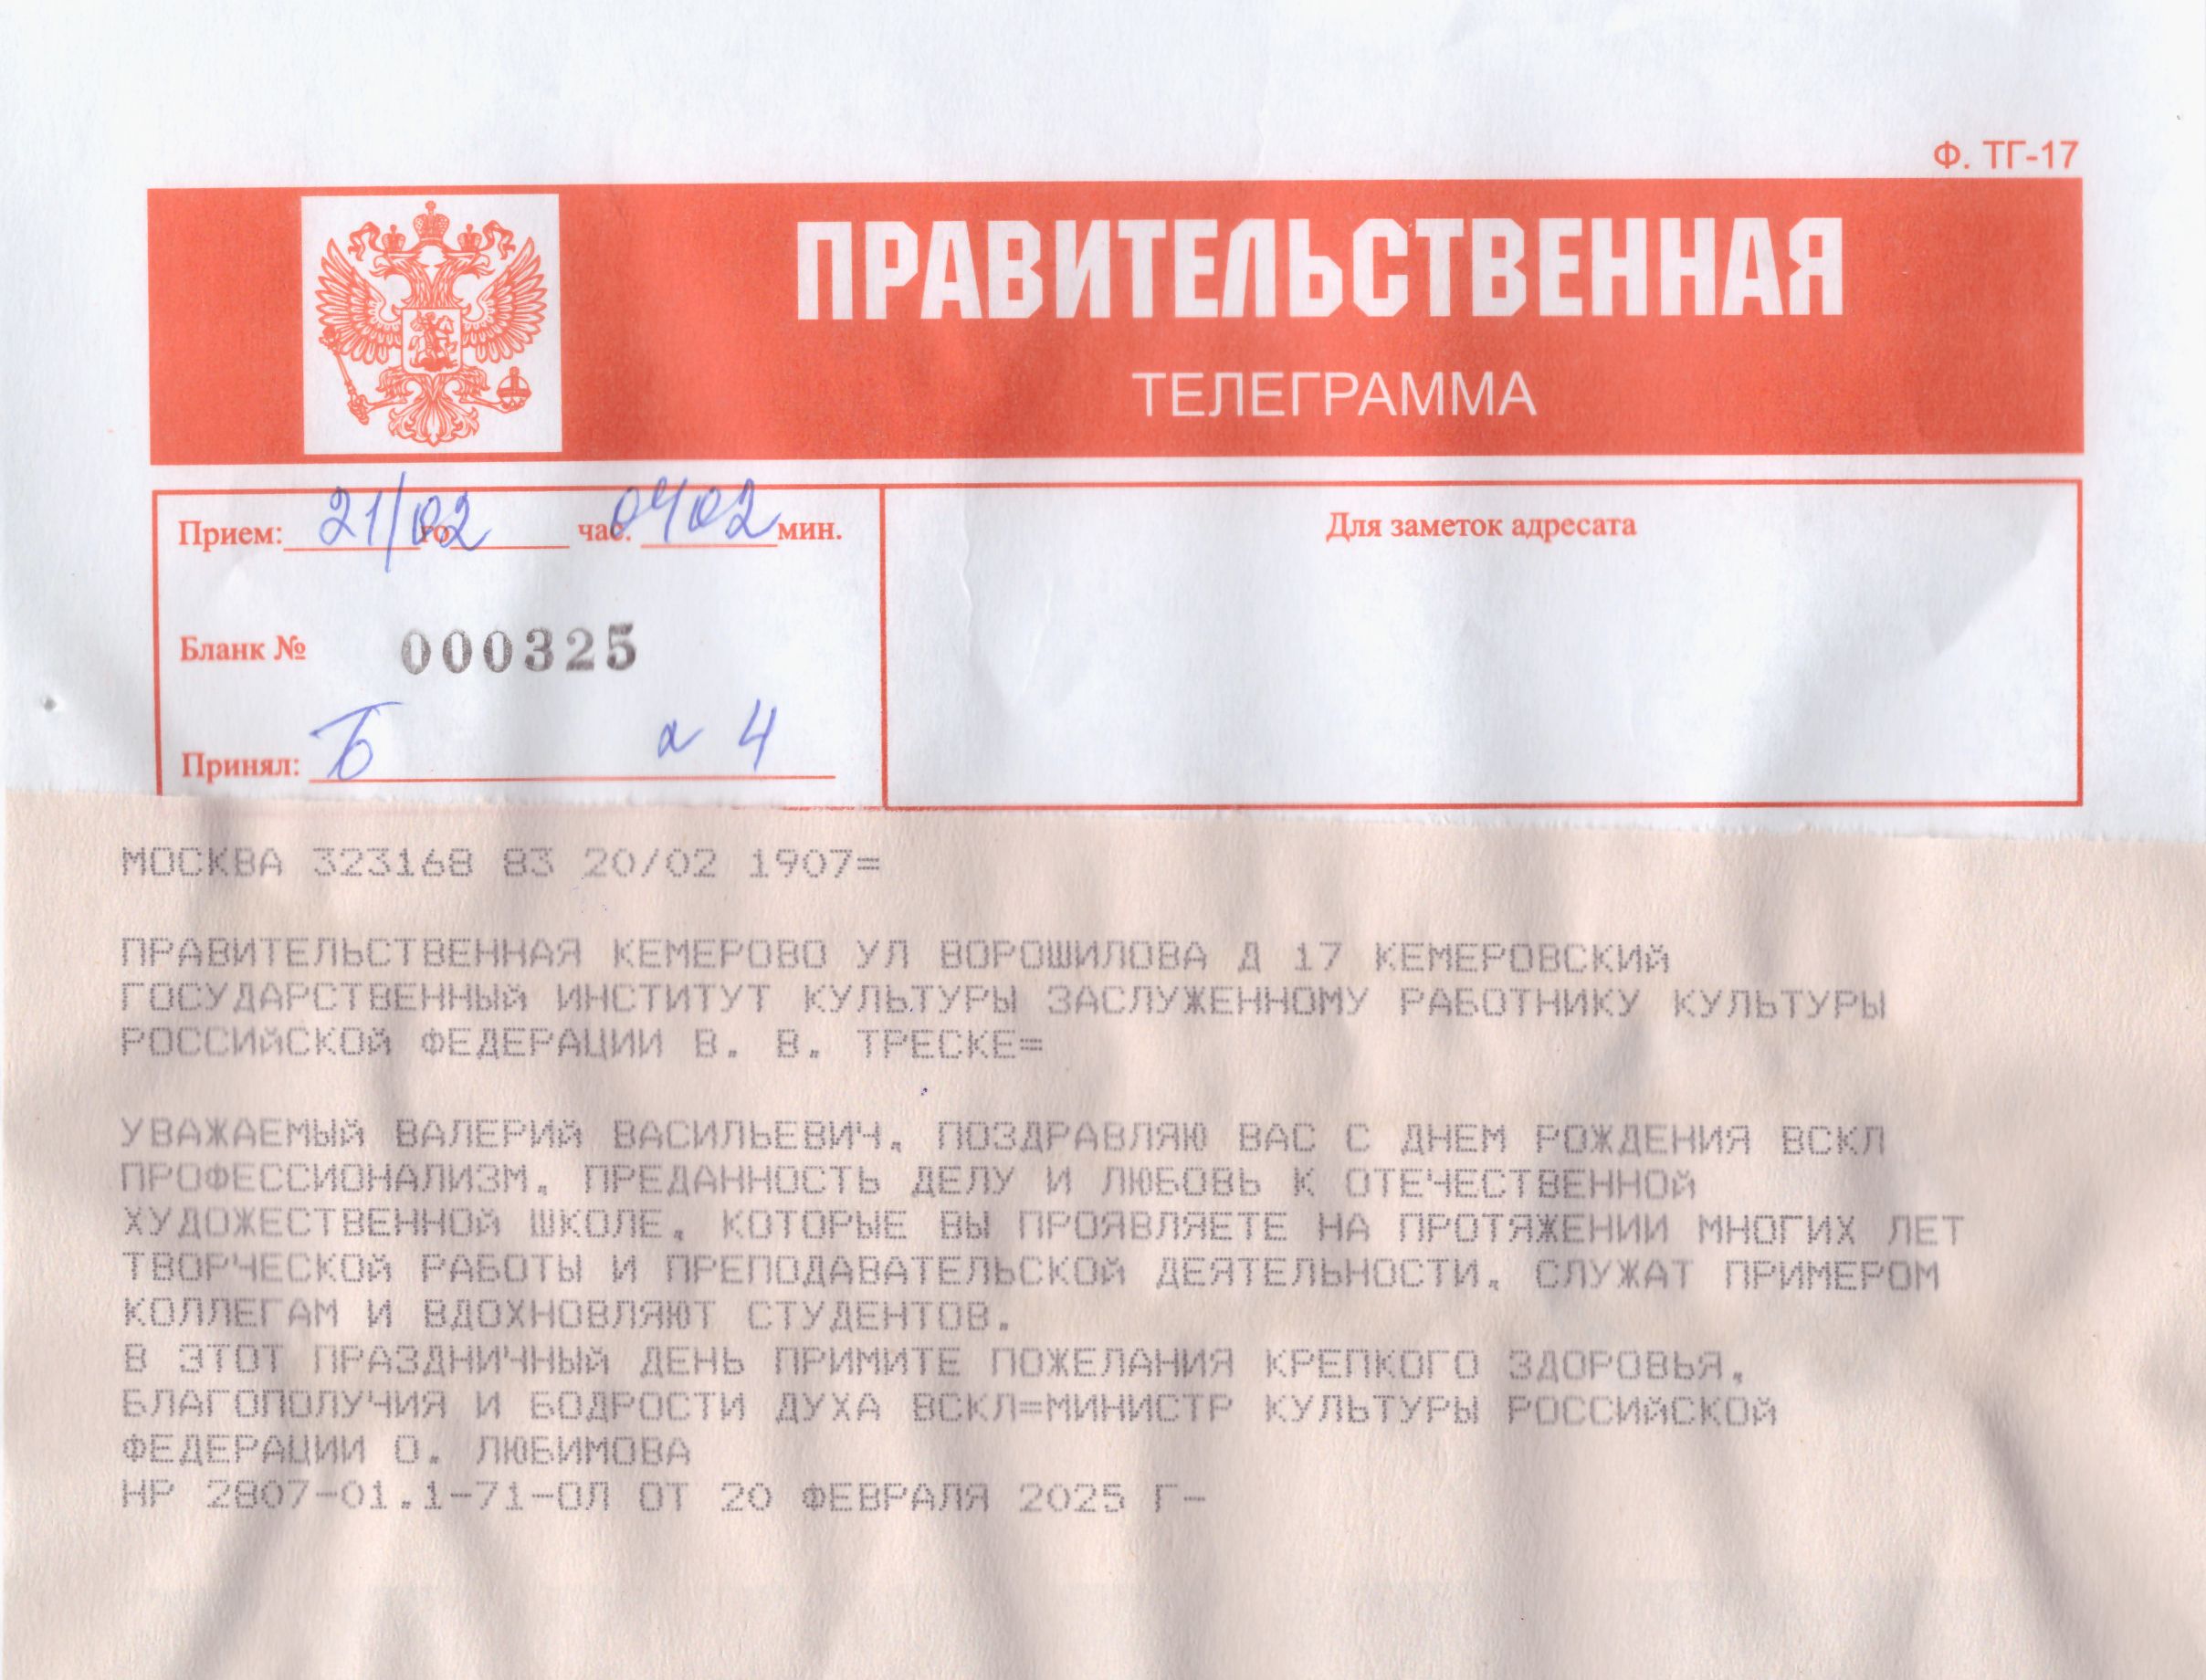 Ф. ТГ-17
ПРАВИТЕЛЬСТВЕННАЯ
ТЕЛЕГРАММА
Прием: 21/02 го час. 0402 мин.
Для заметок адресата
Бланк № 000325
Принял: Б 4
МОСКВА 323168 83 20/02 1907=
ПРАВИТЕЛЬСТВЕННАЯ КЕМЕРОВО УЛ ВОРОШИЛОВА Д 17 КЕМЕРОВСКИЙ
ГОСУДАРСТВЕННЫЙ ИНСТИТУТ КУЛЬТУРЫ ЗАСЛУЖЕННОМУ РАБОТНИКУ КУЛЬТУРЫ
РОССИЙСКОЙ ФЕДЕРАЦИИ В. В. ТРЕСКЕ=
УВАЖАЕМЫЙ ВАЛЕРИЙ ВАСИЛЬЕВИЧ, ПОЗДРАВЛЯЮ ВАС С ДНЕМ РОЖДЕНИЯ ВСКЛ
ПРОФЕССИОНАЛИЗМ, ПРЕДАННОСТЬ ДЕЛУ И ЛЮБОВЬ К ОТЕЧЕСТВЕННОЙ
ХУДОЖЕСТВЕННОЙ ШКОЛЕ, КОТОРЫЕ ВЫ ПРОЯВЛЯЕТЕ НА ПРОТЯЖЕНИИ МНОГИХ ЛЕТ
ТВОРЧЕСКОЙ РАБОТЫ И ПРЕПОДАВАТЕЛЬСКОЙ ДЕЯТЕЛЬНОСТИ, СЛУЖАТ ПРИМЕРОМ
КОЛЛЕГАМ И ВДОХНОВЛЯЮТ СТУДЕНТОВ.
В ЭТОТ ПРАЗДНИЧНЫЙ ДЕНЬ ПРИМИТЕ ПОЖЕЛАНИЯ КРЕПКОГО ЗДОРОВЬЯ,
БЛАГОПОЛУЧИЯ И БОДРОСТИ ДУХА ВСКЛ=МИНИСТР КУЛЬТУРЫ РОССИЙСКОЙ
ФЕДЕРАЦИИ О. ЛЮБИМОВА
НР 2807-01.1-71-ОЛ ОТ 20 ФЕВРАЛЯ 2025 Г-